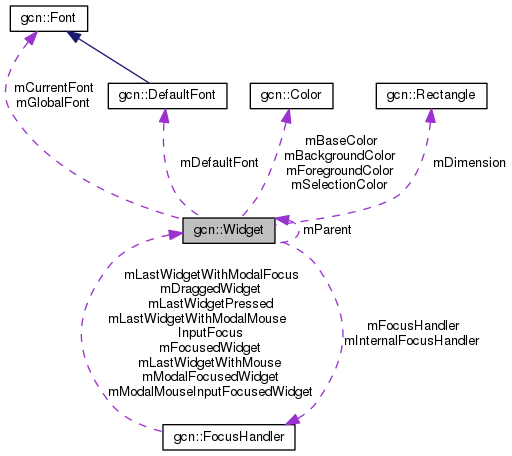 gcn::Font
gcn::DefaultFont
gcn::Color
gcn::Rectangle
mCurrentFont
mGlobalFont
mDefaultFont
mBaseColor
mBackgroundColor
mForegroundColor
mSelectionColor
mDimension
gcn::Widget
mParent
mLastWidgetWithModalFocus
mDraggedWidget
mLastWidgetPressed
mLastWidgetWithModalMouse
InputFocus
mFocusedWidget
mLastWidgetWithMouse
mModalFocusedWidget
mModalMouseInputFocusedWidget
mFocusHandler
mInternalFocusHandler
gcn::FocusHandler